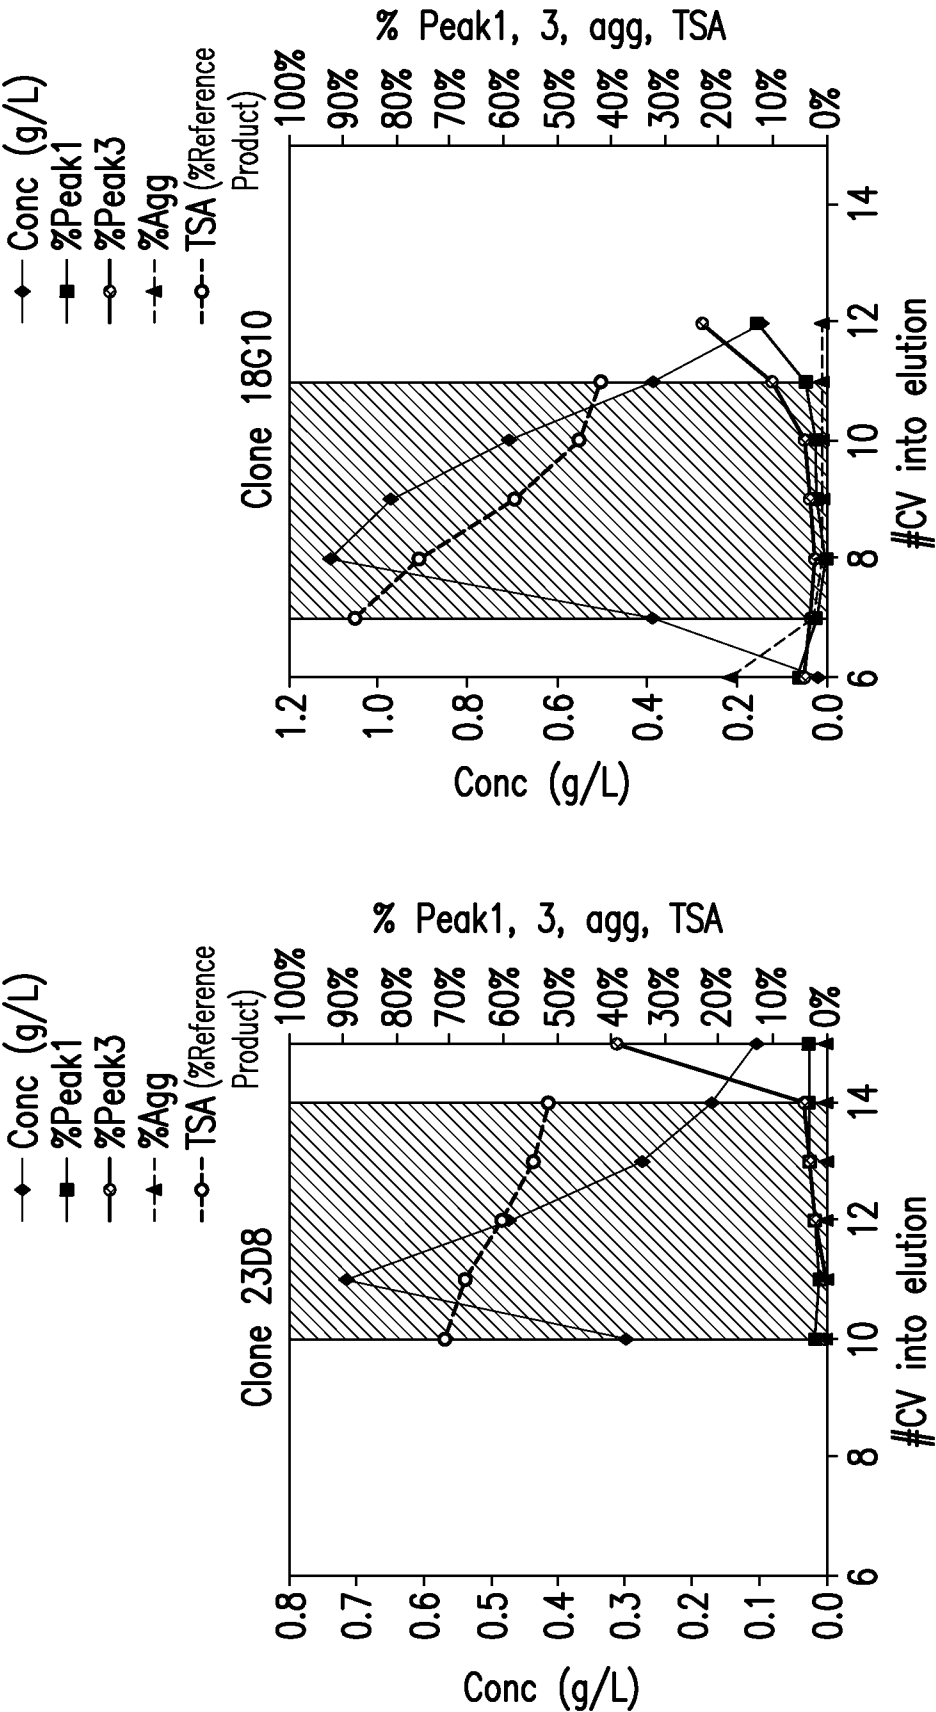 Conc (g/L)
%Peak1
%Peak3
%Agg
TSA (%Reference
Product)
Clone 23D8
0.8
0.7
0.6
0.5
0.4
0.3
0.2
0.1
0.0
Conc (g/L)
100%
90%
80%
70%
60%
50%
40%
30%
20%
10%
0%
% Peak1, 3, agg, TSA
6
8
10
12
14
#CV into elution
Conc (g/L)
%Peak1
%Peak3
%Agg
TSA (%Reference
Product)
Clone 18G10
1.2
1.0
0.8
0.6
0.4
0.2
0.0
Conc (g/L)
100%
90%
80%
70%
60%
50%
40%
30%
20%
10%
0%
% Peak1, 3, agg, TSA
6
8
10
12
14
#CV into elution